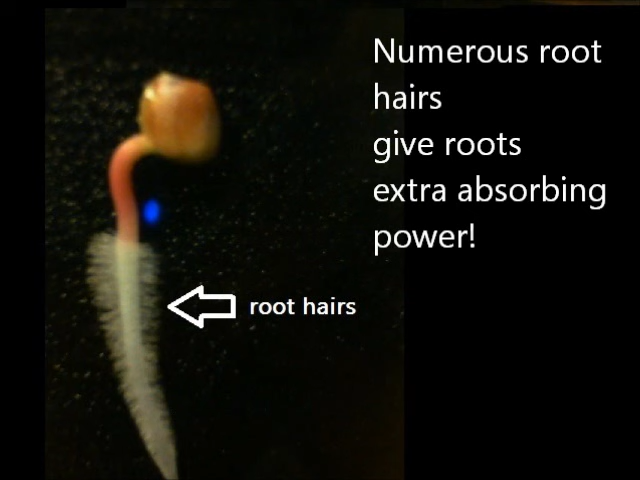 Numerous root
hairs
give roots
extra absorbing
power!
root hairs